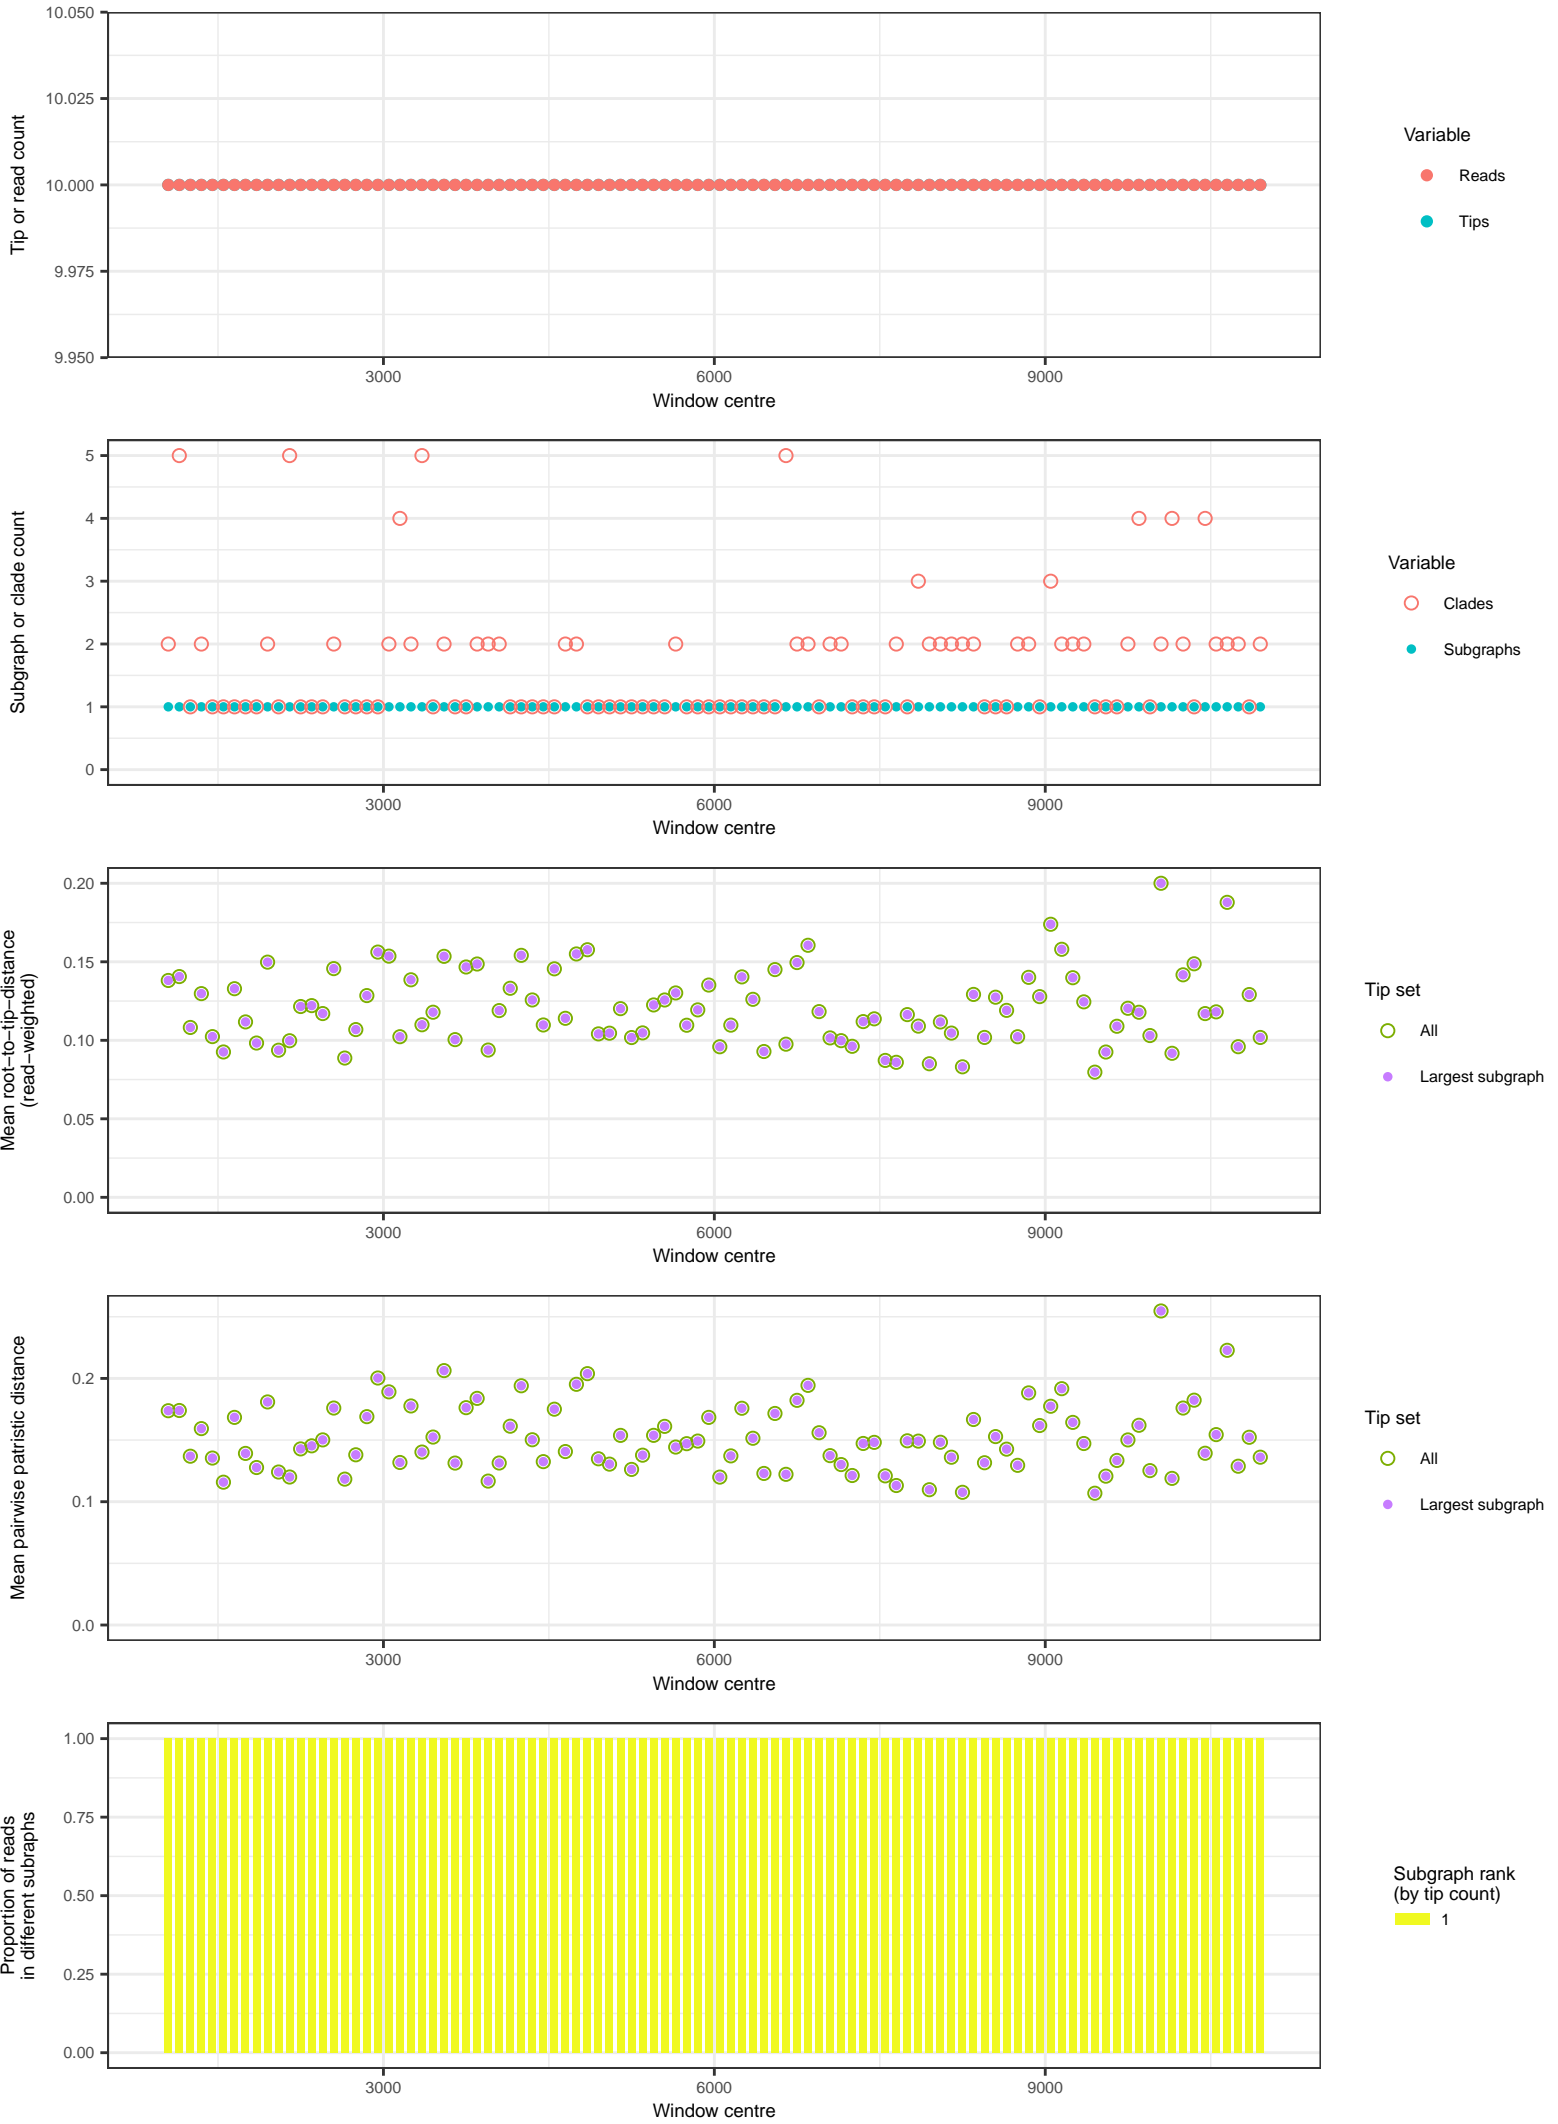 10.050
10.025
10.000
9.975
9.950
Tip or read count
3000 6000 9000
Window centre
Variable
Reads
Tips
5
4
3
2
1
0
Subgraph or clade count
3000 6000 9000
Window centre
Variable
Clades
Subgraphs
0.20
0.15
0.10
0.05
0.00
Mean root−to−tip−distance
(read−weighted)
3000 6000 9000
Window centre
Tip set
All
Largest subgraph
0.2
0.1
0.0
Mean pairwise patristic distance
3000 6000 9000
Window centre
Tip set
All
Largest subgraph
1.00
0.75
0.50
0.25
0.00
Proportion of reads
in different subraphs
3000 6000 9000
Window centre
Subgraph rank
(by tip count)
1